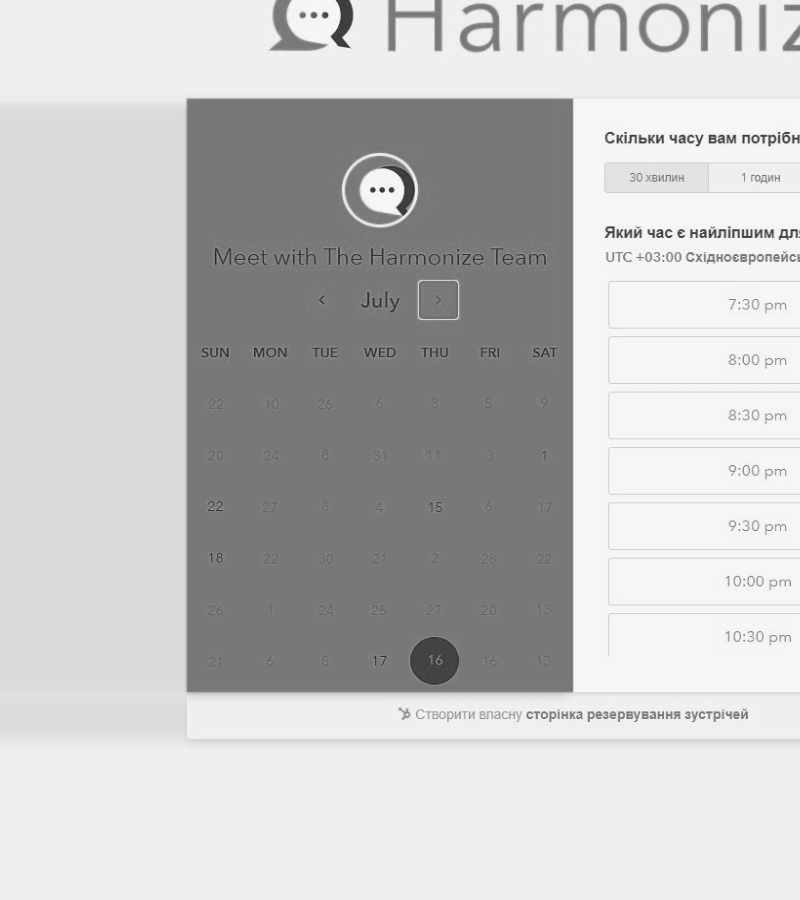 Harmoniz
Meet with The Harmonize Team
July
SUN MON TUE WED THU FRI SAT
22 10 26 6 8 5 9
20 24 8 31 11 3 1
22 27 8 4 15 6 17
18 22 30 21 2 28 22
26 1 24 25 27 20 13
21 6 8 17 16 16 13
Скільки часу вам потрібн
30 хвилин 1 годин
Який час є найліпшим дл
UTC +03:00 Східноєвропейсь
7:30 pm
8:00 pm
8:30 pm
9:00 pm
9:30 pm
10:00 pm
10:30 pm
Створити власну сторінка резервування зустрічей